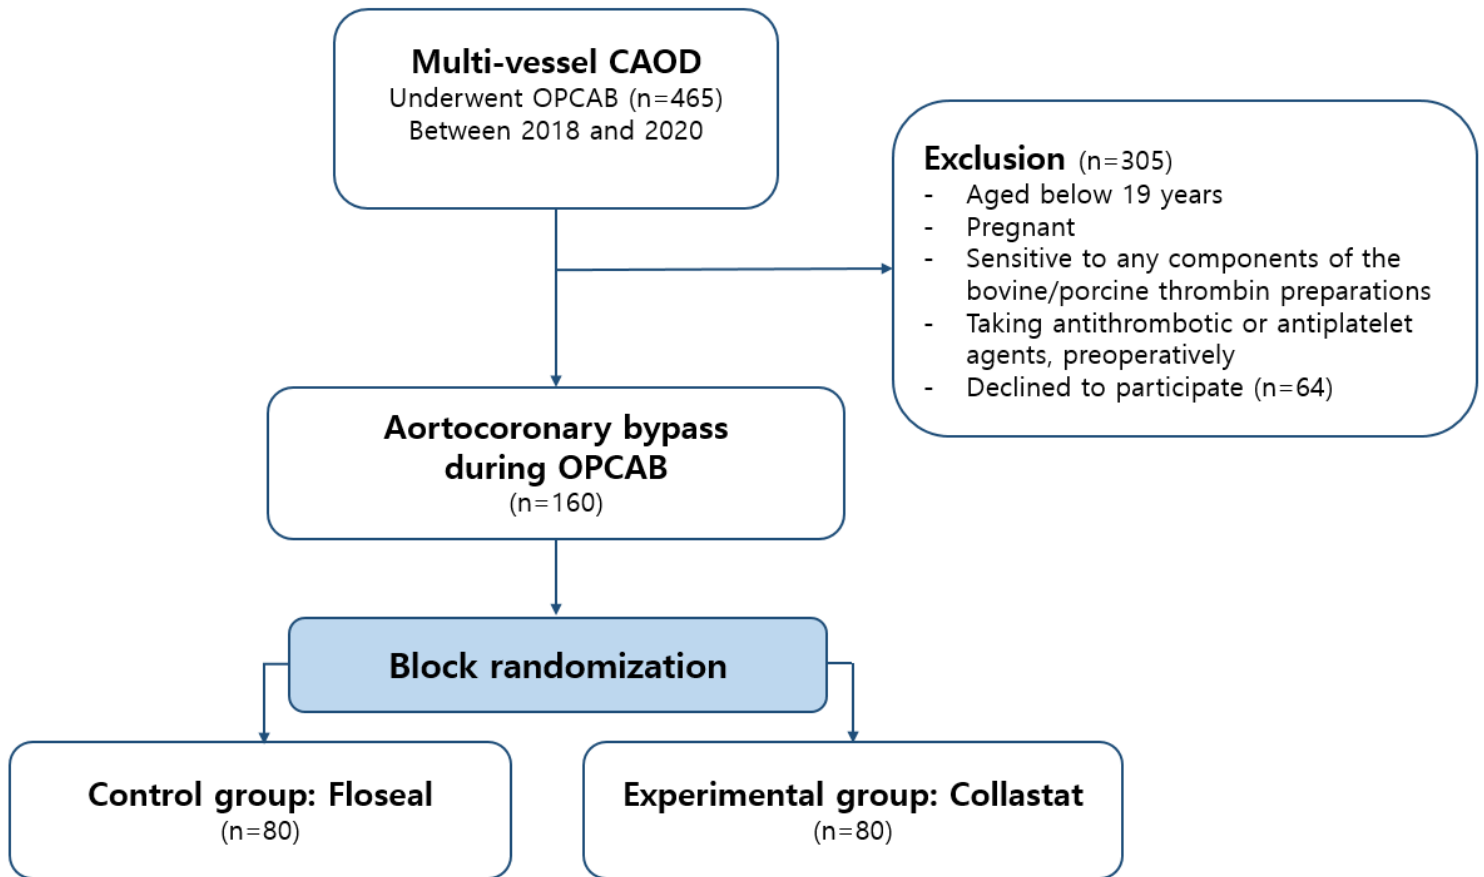 Multi-vessel CAOD
Underwent OPCAB (n=465)
Between 2018 and 2020
Exclusion (n=305)
- Aged below 19 years
- Pregnant
- Sensitive to any components of the
bovine/porcine thrombin preparations
- Taking antithrombotic or antiplatelet
agents, preoperatively
- Declined to participate (n=64)
Aortocoronary bypass
during OPCAB
(n=160)
Block randomization
Control group: Floseal
(n=80)
Experimental group: Collastat
(n=80)